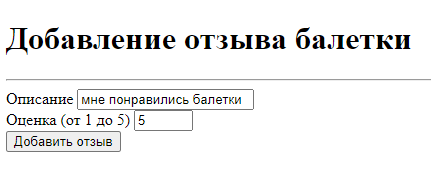 Добавление отзыва балетки
Описание мне понравились балетки
Оценка (от 1 до 5) 5
Добавить отзыв